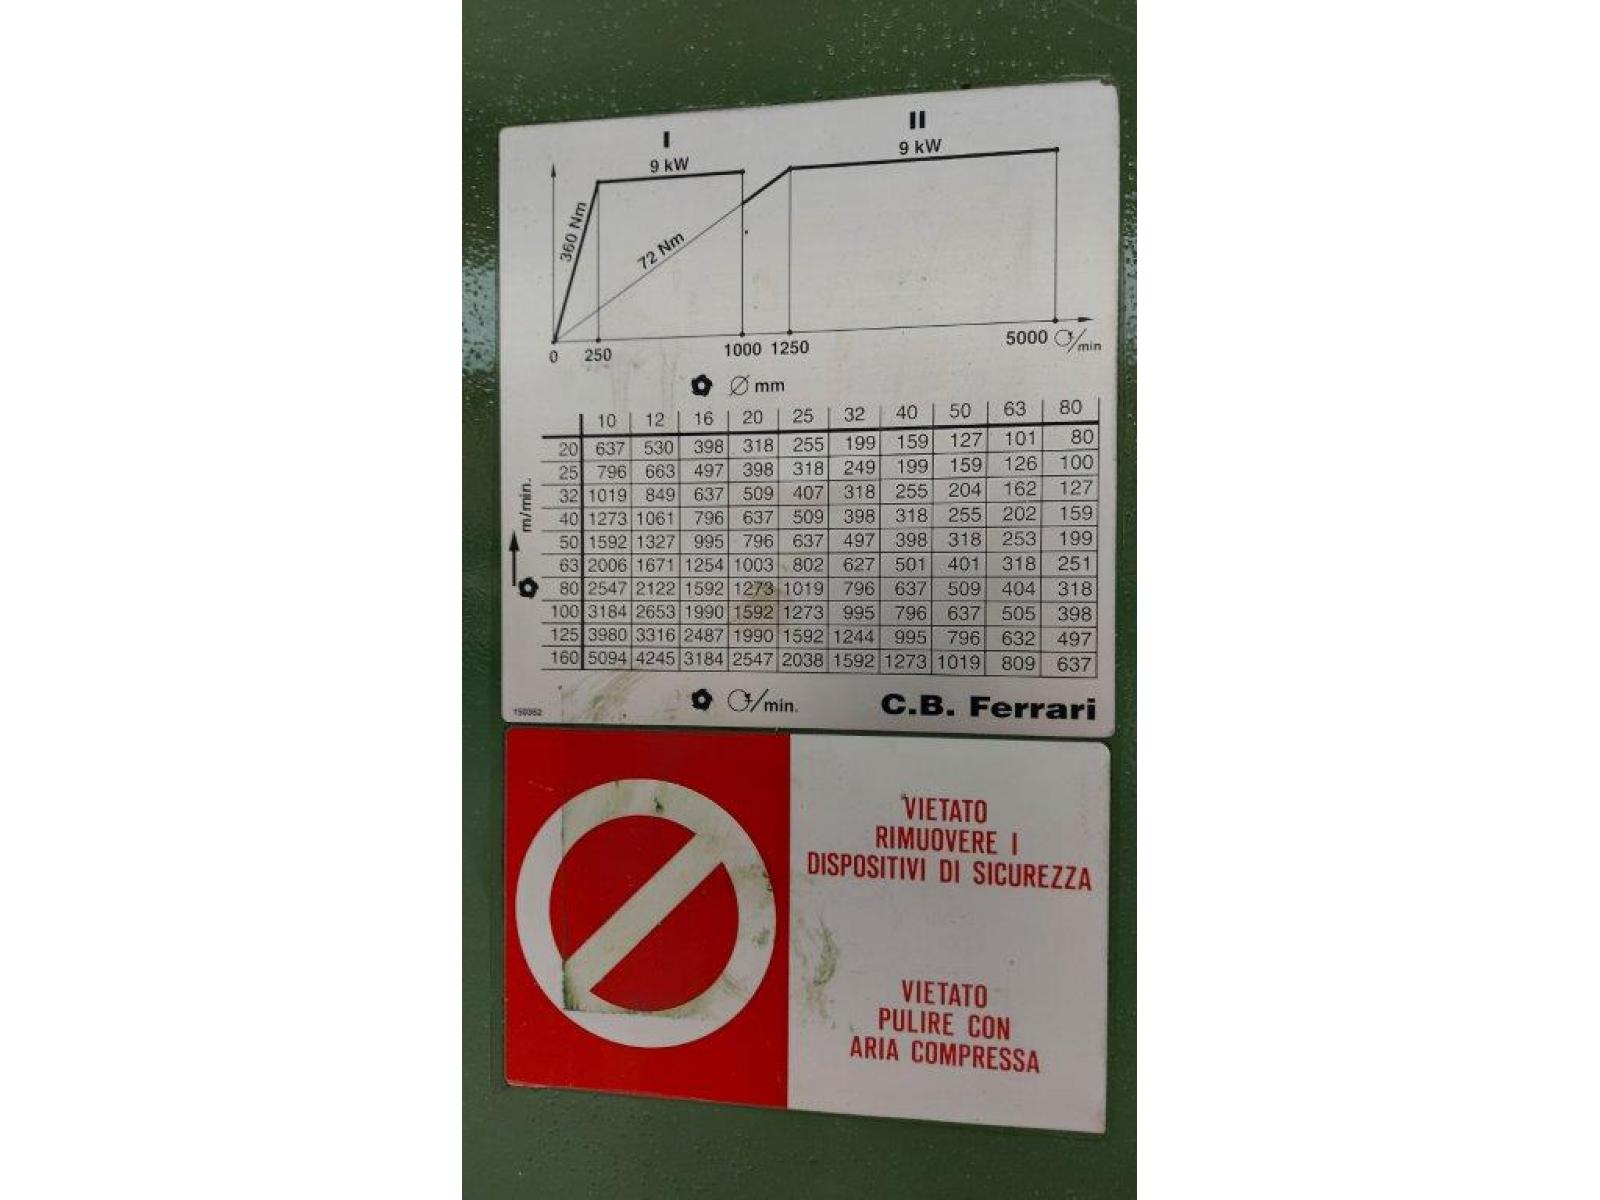 I II
9 kW 9 kW
360 Nm
72 Nm
0 250 1000 1250 5000 /min
Ø mm
10 12 16 20 25 32 40 50 63 80
20 637 530 398 318 255 199 159 127 101 80
25 796 663 497 398 318 249 199 159 126 100
32 1019 849 637 509 407 318 255 204 162 127
40 1273 1061 796 637 509 398 318 255 202 159
50 1592 1327 995 796 637 497 398 318 253 199
63 2006 1671 1254 1003 802 627 501 401 318 251
80 2547 2122 1592 1273 1019 796 637 509 404 318
100 3184 2653 1990 1592 1273 995 796 637 505 398
125 3980 3316 2487 1990 1592 1244 995 796 632 497
160 5094 4245 3184 2547 2038 1592 1273 1019 809 637
m/min.
/min.
C.B. Ferrari
VIETATO
RIMUOVERE I
DISPOSITIVI DI SICUREZZA
VIETATO
PULIRE CON
ARIA COMPRESSA